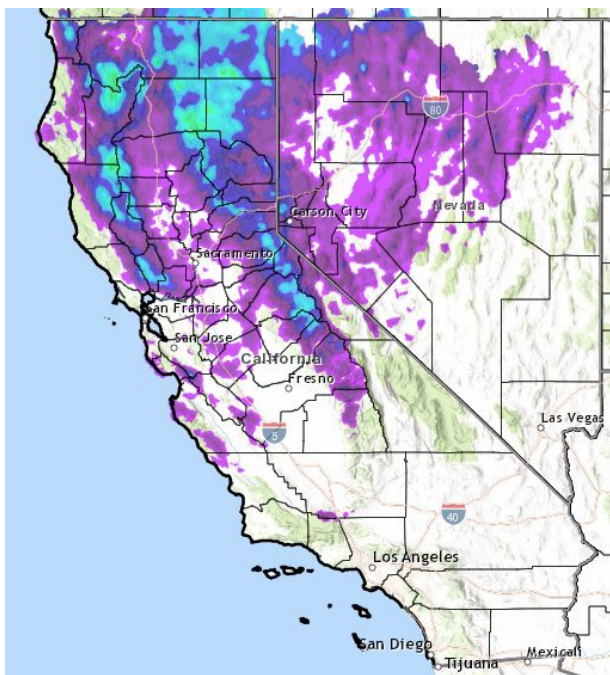 80
Nevada
Carson City
Sacramento
San Francisco
San Jose
California
Fresno
Las Vegas
5
40
Los Angeles
San Diego
Mexicali
Tijuana